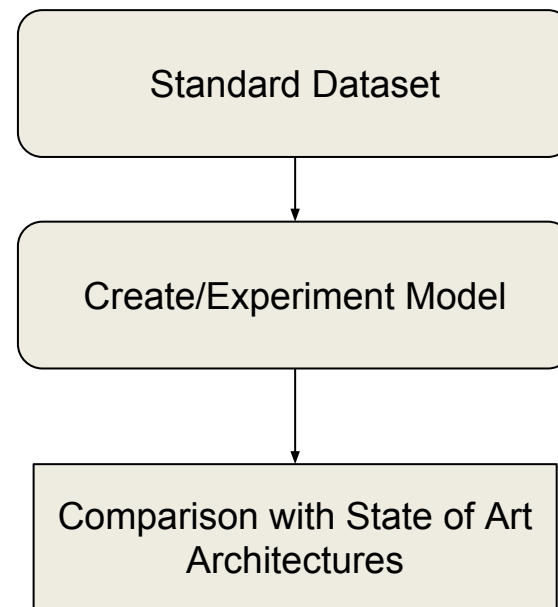 Standard Dataset
Create/Experiment Model
Comparison with State of Art
Architectures